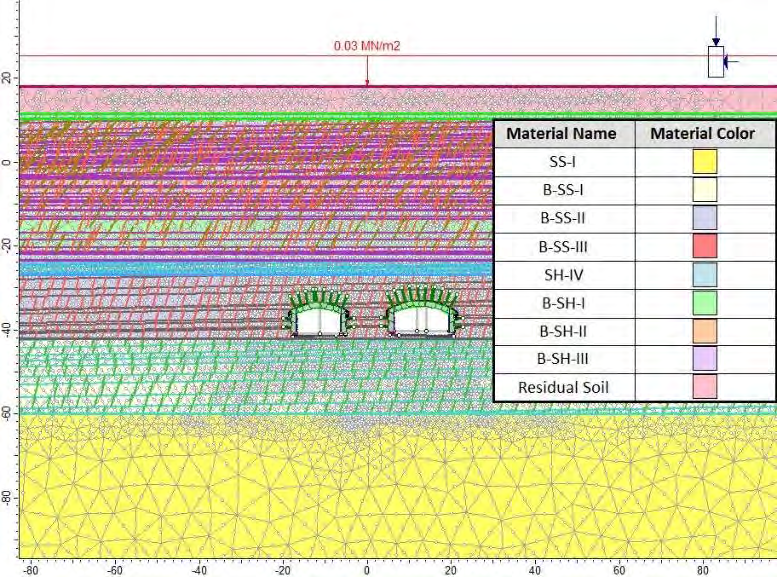 0.03 MN/m2
20
0
-20
-40
-60
-80
Material Name Material Color
SS-I
B-SS-I
B-SS-II
B-SS-III
SH-IV
B-SH-I
B-SH-II
B-SH-III
Residual Soil
-80 -60 -40 -20 0 20 40 60 80